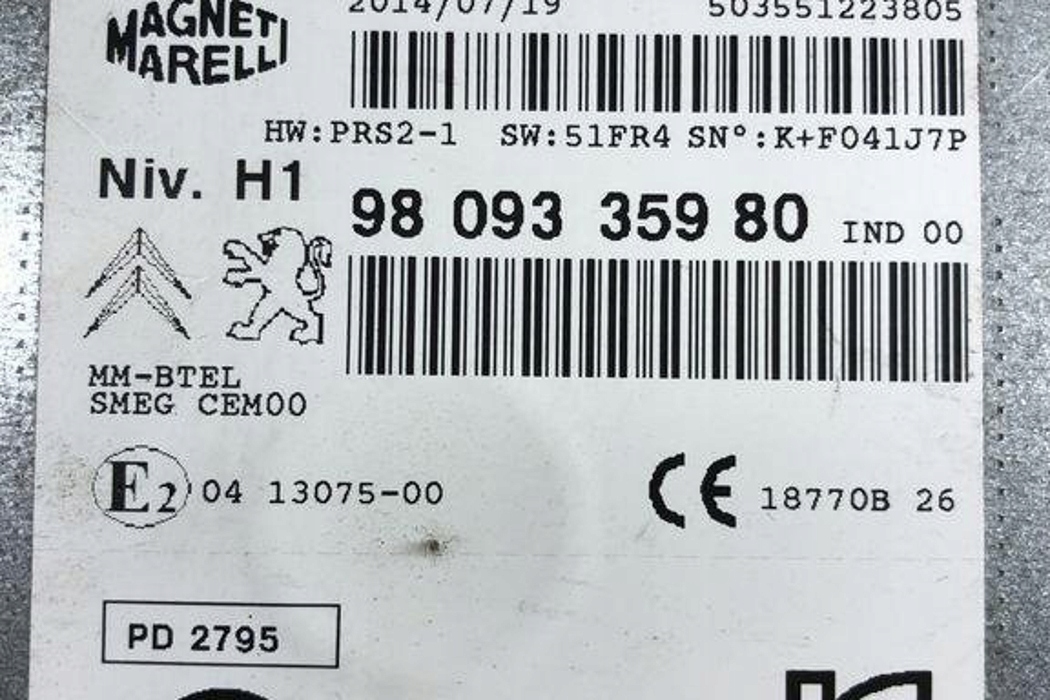 MAGNETI
MARELLI
2014/07/19 503551223805
HW:PRS2-1 SW:51FR4 SN°:K+F041J7P
Niv. H1
98 093 359 80 IND 00
MM-BTEL
SMEG CEM00
E2 04 13075-00
CE 18770B 26
PD 2795